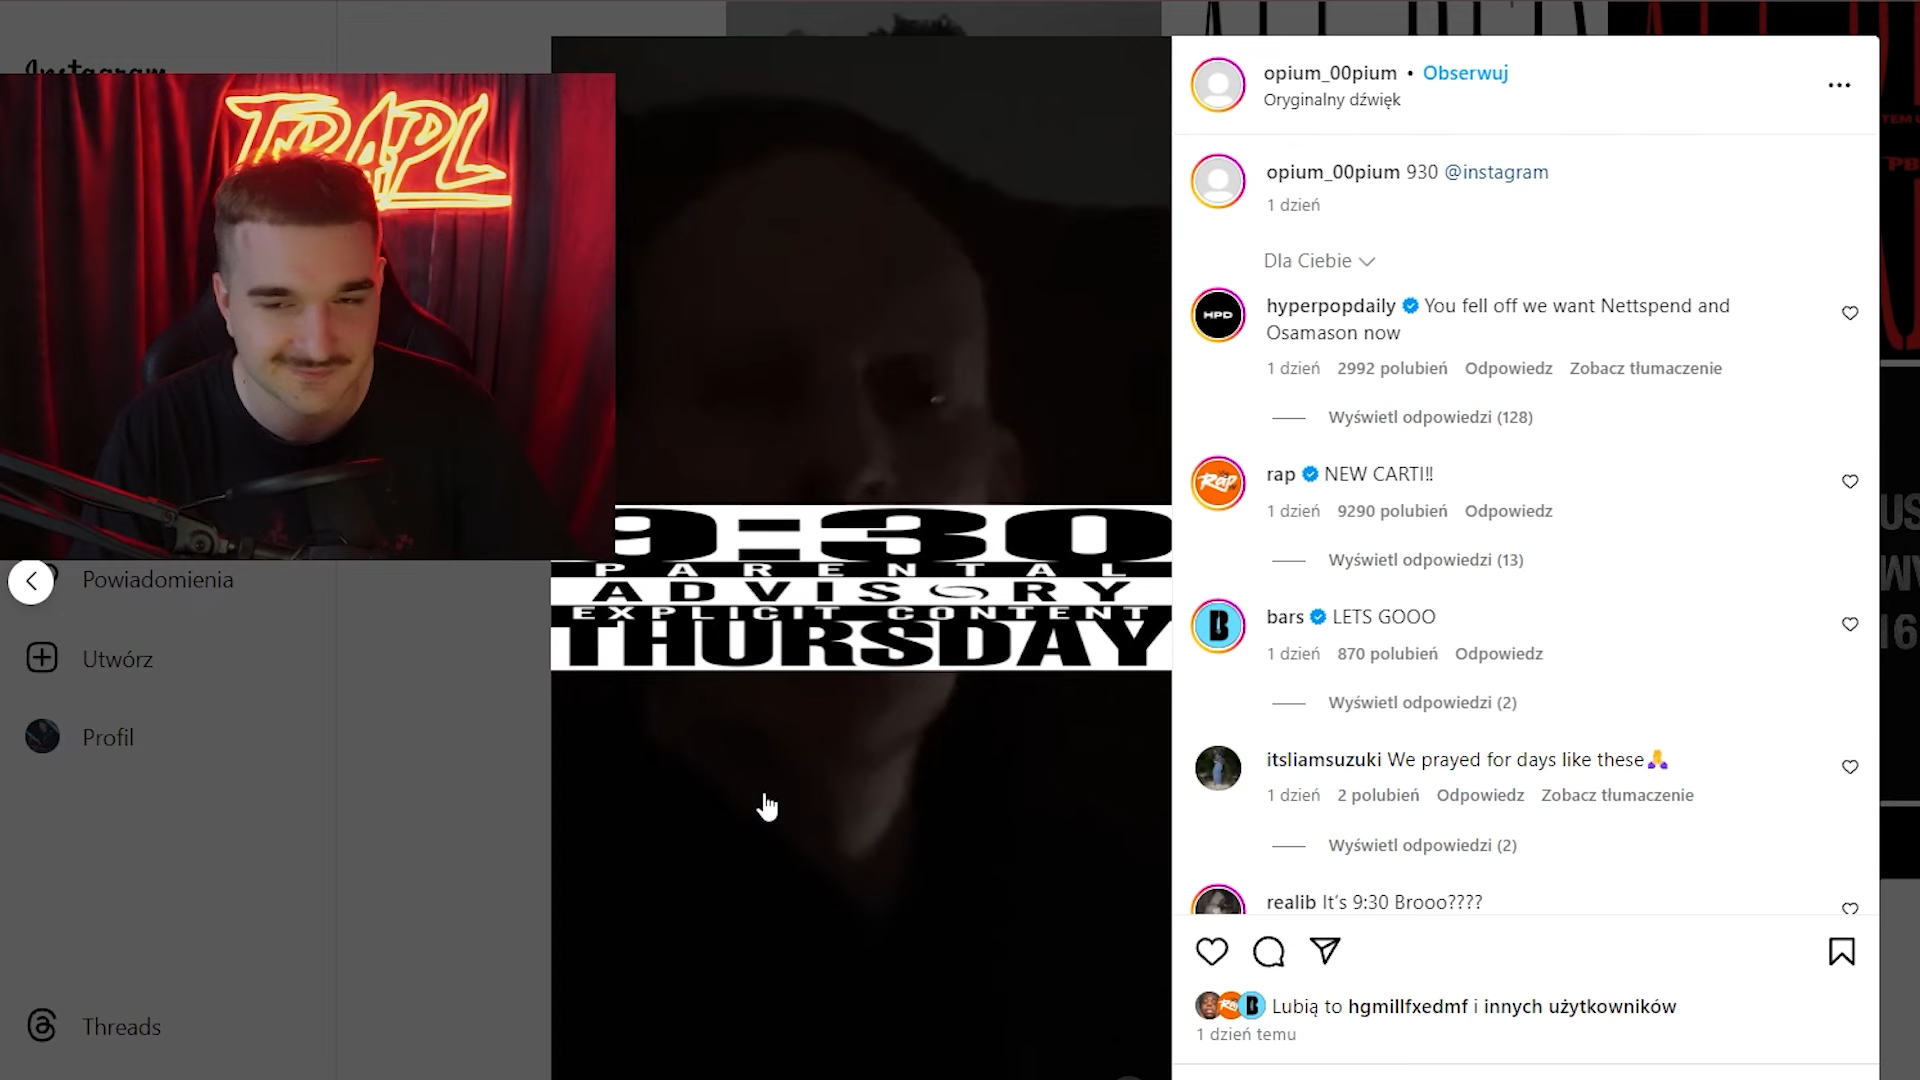 Instagram
TRAPL
Powiadomienia
Utwórz
Profil
Threads
9:30
PARENTAL
ADVISORY
EXPLICIT CONTENT
THURSDAY
opium_00pium • Obserwuj
Oryginalny dźwięk
opium_00pium 930 @instagram
1 dzień
Dla Ciebie
HPD
hyperpopdaily You fell off we want Nettspend and
Osamason now
1 dzień 2992 polubień Odpowiedz Zobacz tłumaczenie
Wyświetl odpowiedzi (128)
Rap
rap NEW CARTI!!
1 dzień 9290 polubień Odpowiedz
Wyświetl odpowiedzi (13)
B
bars LETS GOOO
1 dzień 870 polubień Odpowiedz
Wyświetl odpowiedzi (2)
itsliamsuzuki We prayed for days like these🙏
1 dzień 2 polubień Odpowiedz Zobacz tłumaczenie
Wyświetl odpowiedzi (2)
realib It's 9:30 Brooo????
B
Lubią to hgmillfxedmf i innych użytkowników
1 dzień temu